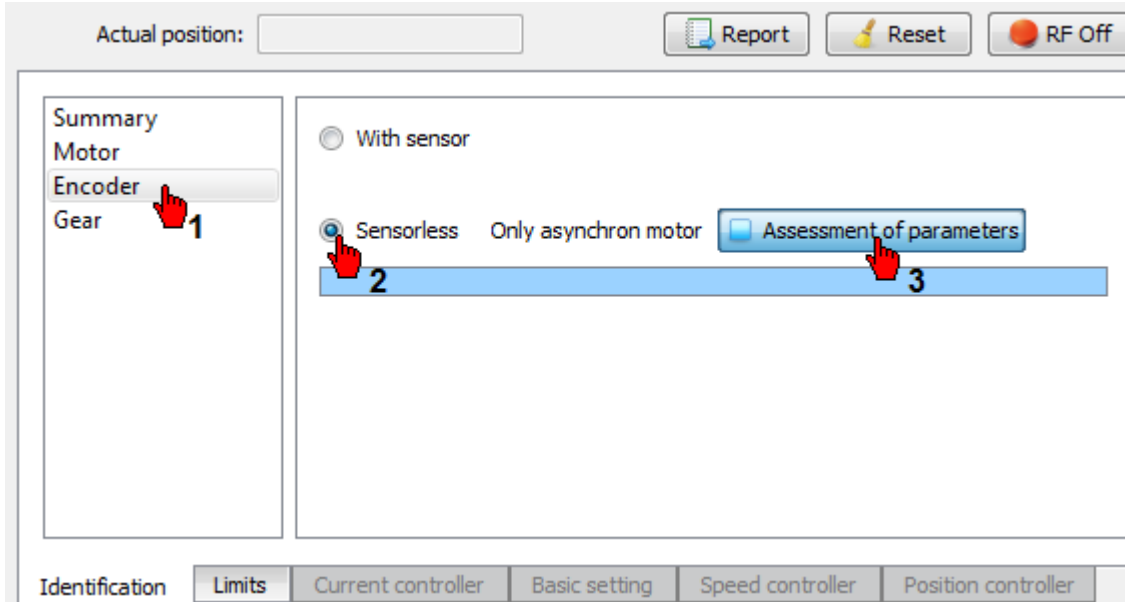 Actual position: Report Reset RF Off
Summary
Motor
Encoder
Gear
1
With sensor
Sensorless Only asynchron motor Assessment of parameters
2 3
Identification Limits Current controller Basic setting Speed controller Position controller